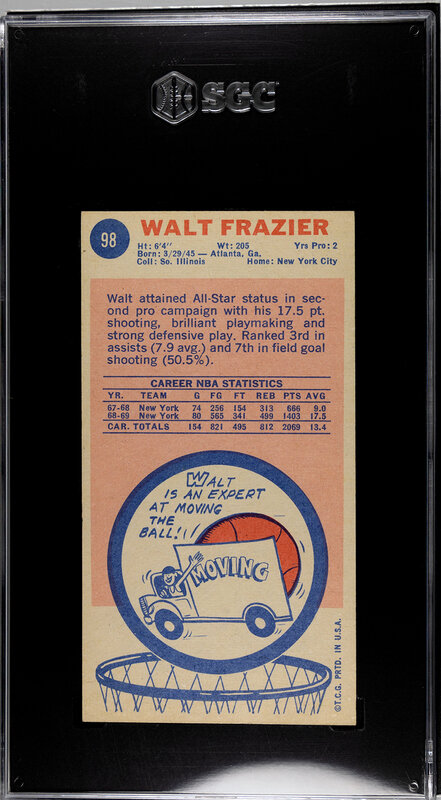 SGC
98
WALT FRAZIER
Ht: 6'4" Wt: 205 Yrs Pro: 2
Born: 3/29/45 — Atlanta, Ga.
Coll: So. Illinois Home: New York City
Walt attained All-Star status in sec-
ond pro campaign with his 17.5 pt.
shooting, brilliant playmaking and
strong defensive play. Ranked 3rd in
assists (7.9 avg.) and 7th in field goal
shooting (50.5%).
CAREER NBA STATISTICS
YR. TEAM G FG FT REB PTS AVG
67-68 New York 74 256 154 313 666 9.0
68-69 New York 80 565 341 499 1403 17.5
CAR. TOTALS 154 821 495 812 2069 13.4
WALT
IS AN EXPERT
AT MOVING
THE
BALL!
MOVING
©T.C.G. PRTD. IN U.S.A.